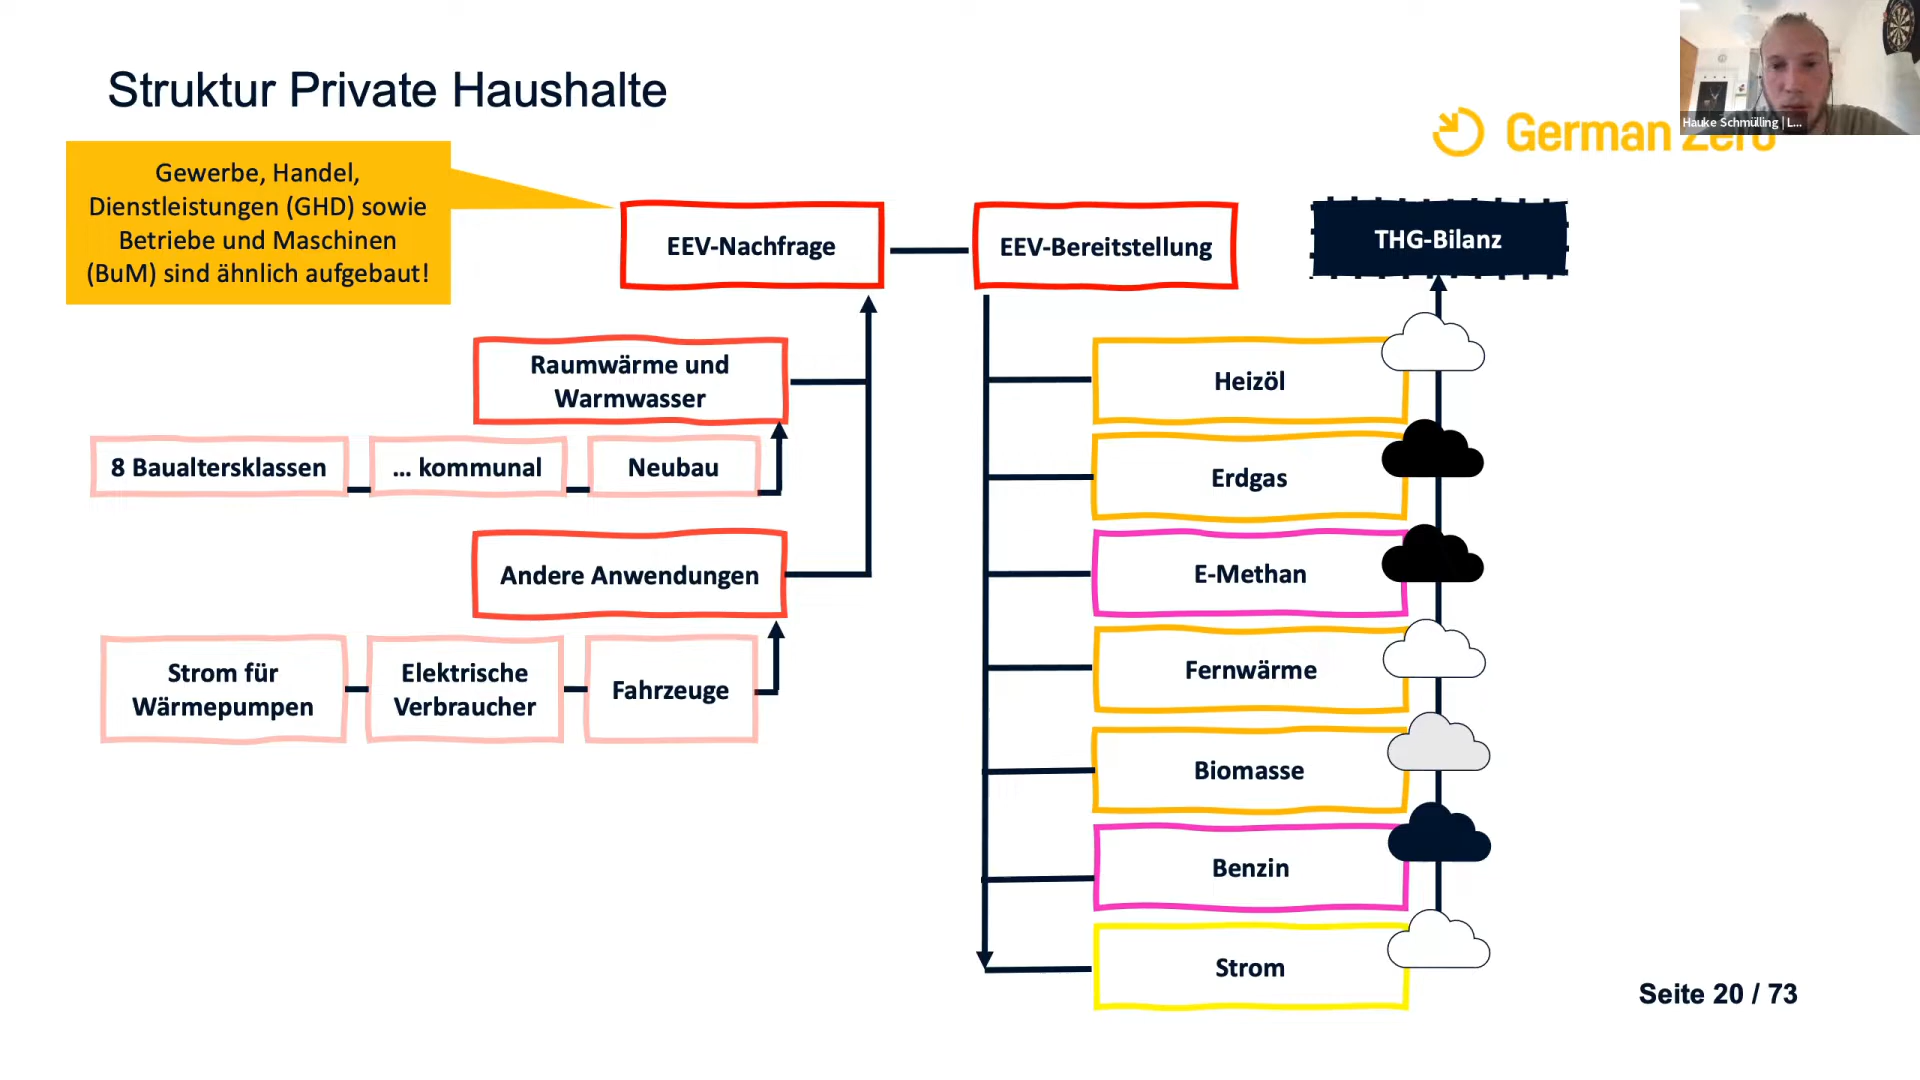 Struktur Private Haushalte
Hauke Schmülling | L...
German Zero
Gewerbe, Handel,
Dienstleistungen (GHD) sowie
Betriebe und Maschinen
(BuM) sind ähnlich aufgebaut!
EEV-Nachfrage
EEV-Bereitstellung
THG-Bilanz
Raumwärme und
Warmwasser
8 Baualtersklassen
... kommunal
Neubau
Andere Anwendungen
Strom für
Wärmepumpen
Elektrische
Verbraucher
Fahrzeuge
Heizöl
Erdgas
E-Methan
Fernwärme
Biomasse
Benzin
Strom
Seite 20 / 73